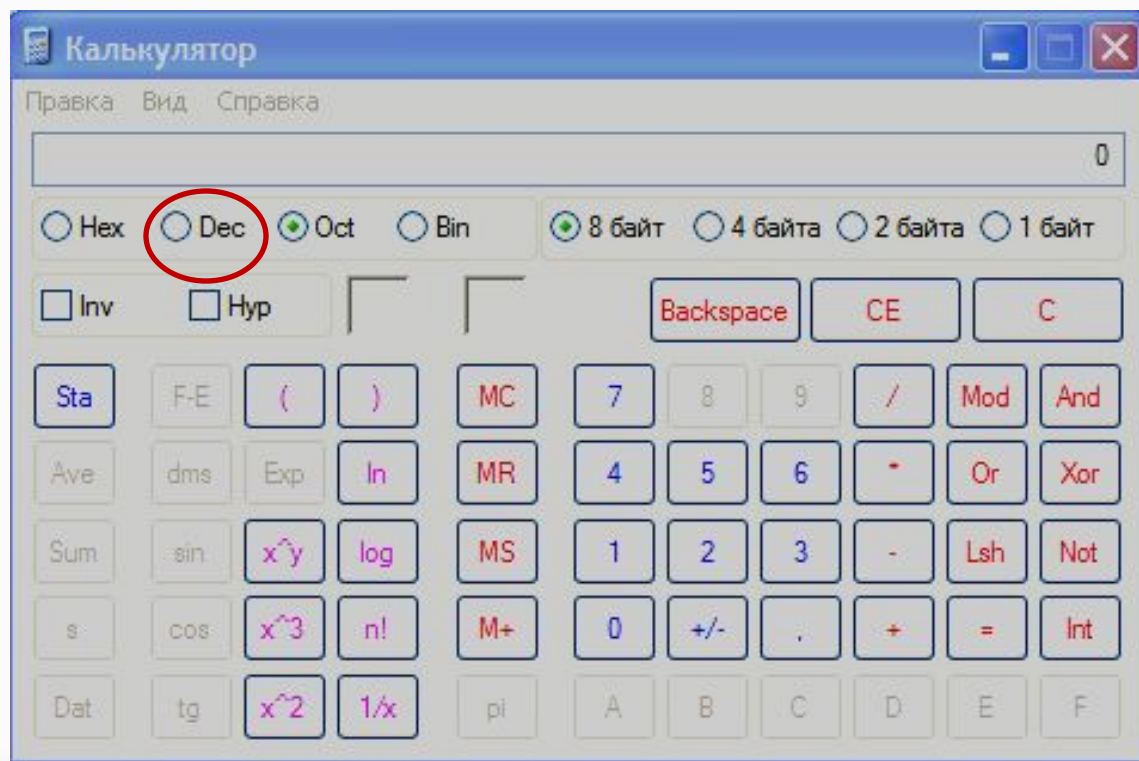 Калькулятор
Правка Вид Справка
0
Hex Dec Oct Bin 8 байт 4 байта 2 байта 1 байт
Inv Hyp Backspace CE C
Sta F-E ( ) MC 7 8 9 / Mod And
Ave dms Exp ln MR 4 5 6 * Or Xor
Sum sin x^y log MS 1 2 3 - Lsh Not
s cos x^3 n! M+ 0 +/- , + = Int
Dat tg x^2 1/x pi A B C D E F